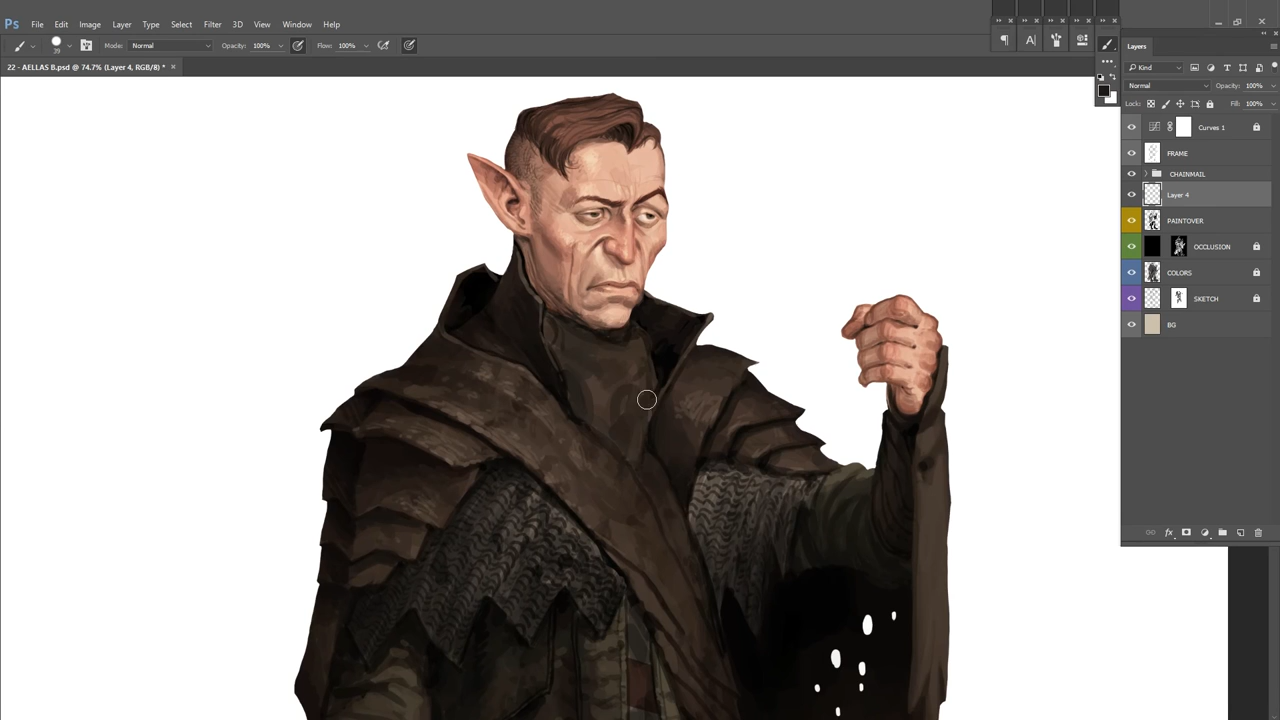 Ps File Edit Image Layer Type Select Filter 3D View Window Help
39 Mode: Normal Opacity: 100% Flow: 100%
22 - AELLAS B.psd @ 74.7% (Layer 4, RGB/8) * ×
A|
Layers
Kind
Normal Opacity: 100%
Lock: Fill: 100%
Curves 1
FRAME
CHAINMAIL
Layer 4
PAINTOVER
OCCLUSION
COLORS
SKETCH
BG
fx